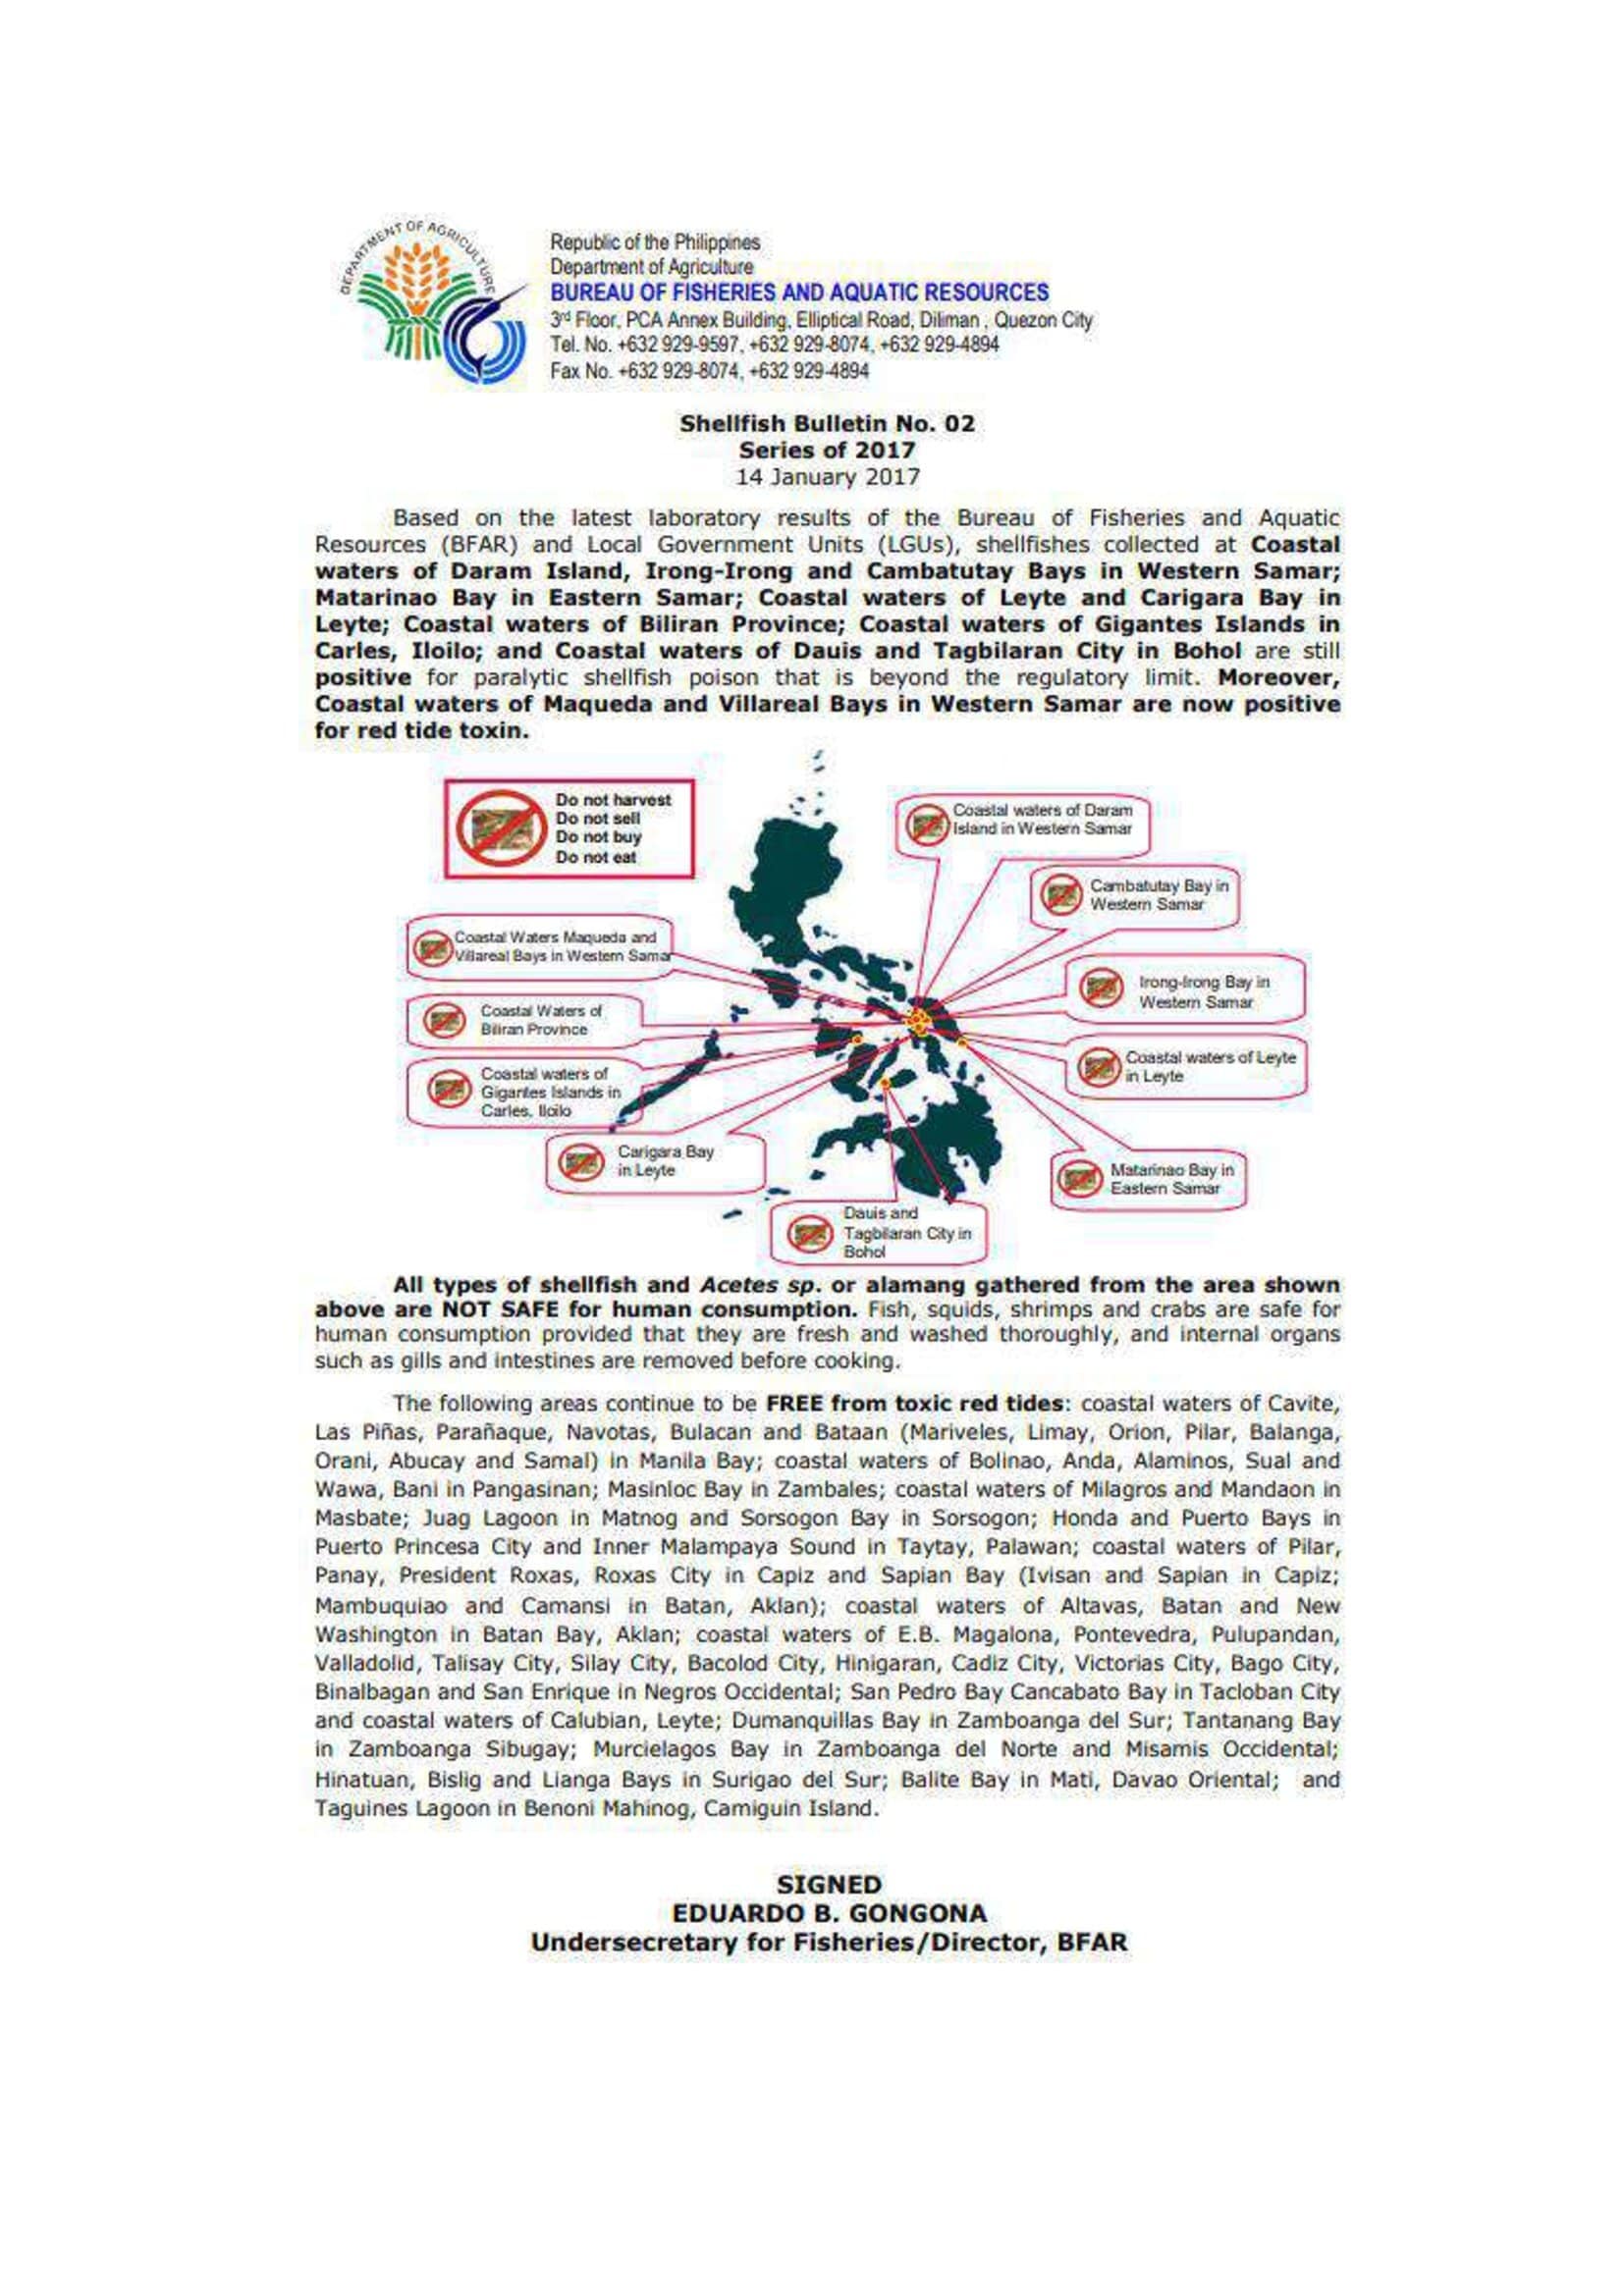 DEPARTMENT OF AGRICULTURE
Republic of the Philippines
Department of Agriculture
BUREAU OF FISHERIES AND AQUATIC RESOURCES
3rd Floor, PCA Annex Building, Elliptical Road, Diliman , Quezon City
Tel. No. +632 929-9597, +632 929-8074, +632 929-4894
Fax No. +632 929-8074, +632 929-4894
Shellfish Bulletin No. 02
Series of 2017
14 January 2017
Based on the latest laboratory results of the Bureau of Fisheries and Aquatic
Resources (BFAR) and Local Government Units (LGUs), shellfishes collected at Coastal
waters of Daram Island, Irong-Irong and Cambatutay Bays in Western Samar;
Matarinao Bay in Eastern Samar; Coastal waters of Leyte and Carigara Bay in
Leyte; Coastal waters of Biliran Province; Coastal waters of Gigantes Islands in
Carles, Iloilo; and Coastal waters of Dauis and Tagbilaran City in Bohol are still
positive for paralytic shellfish poison that is beyond the regulatory limit. Moreover,
Coastal waters of Maqueda and Villareal Bays in Western Samar are now positive
for red tide toxin.
Do not harvest
Do not sell
Do not buy
Do not eat
Coastal waters of Daram
Island in Western Samar
Cambatutay Bay in
Western Samar
Coastal Waters Maqueda and
Villareal Bays in Western Samar
Irong-Irong Bay in
Western Samar
Coastal Waters of
Biliran Province
Coastal waters of Leyte
in Leyte
Coastal waters of
Gigantes Islands in
Carles, Iloilo
Carigara Bay
in Leyte
Matarinao Bay in
Eastern Samar
Dauis and
Tagbilaran City in
Bohol
All types of shellfish and Acetes sp. or alamang gathered from the area shown
above are NOT SAFE for human consumption. Fish, squids, shrimps and crabs are safe for
human consumption provided that they are fresh and washed thoroughly, and internal organs
such as gills and intestines are removed before cooking.
The following areas continue to be FREE from toxic red tides: coastal waters of Cavite,
Las Piñas, Parañaque, Navotas, Bulacan and Bataan (Mariveles, Limay, Orion, Pilar, Balanga,
Orani, Abucay and Samal) in Manila Bay; coastal waters of Bolinao, Anda, Alaminos, Sual and
Wawa, Bani in Pangasinan; Masinloc Bay in Zambales; coastal waters of Milagros and Mandaon in
Masbate; Juag Lagoon in Matnog and Sorsogon Bay in Sorsogon; Honda and Puerto Bays in
Puerto Princesa City and Inner Malampaya Sound in Taytay, Palawan; coastal waters of Pilar,
Panay, President Roxas, Roxas City in Capiz and Sapian Bay (Ivisan and Sapian in Capiz;
Mambuquiao and Camansi in Batan, Aklan); coastal waters of Altavas, Batan and New
Washington in Batan Bay, Aklan; coastal waters of E.B. Magalona, Pontevedra, Pulupandan,
Valladolid, Talisay City, Silay City, Bacolod City, Hinigaran, Cadiz City, Victorias City, Bago City,
Binalbagan and San Enrique in Negros Occidental; San Pedro Bay Cancabato Bay in Tacloban City
and coastal waters of Calubian, Leyte; Dumanquillas Bay in Zamboanga del Sur; Tantanang Bay
in Zamboanga Sibugay; Murcielagos Bay in Zamboanga del Norte and Misamis Occidental;
Hinatuan, Bislig and Lianga Bays in Surigao del Sur; Balite Bay in Mati, Davao Oriental; and
Taguines Lagoon in Benoni Mahinog, Camiguin Island.
SIGNED
EDUARDO B. GONGONA
Undersecretary for Fisheries/Director, BFAR